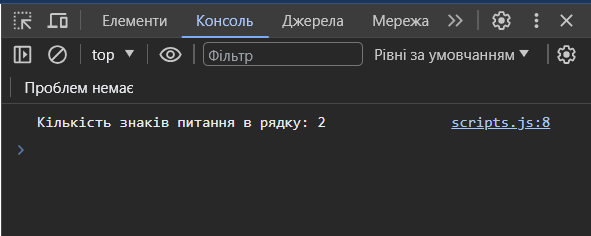 Елементи Консоль Джерела Мережа
top Фільтр Рівні за умовчанням
Проблем немає
Кількість знаків питання в рядку: 2 scripts.js:8